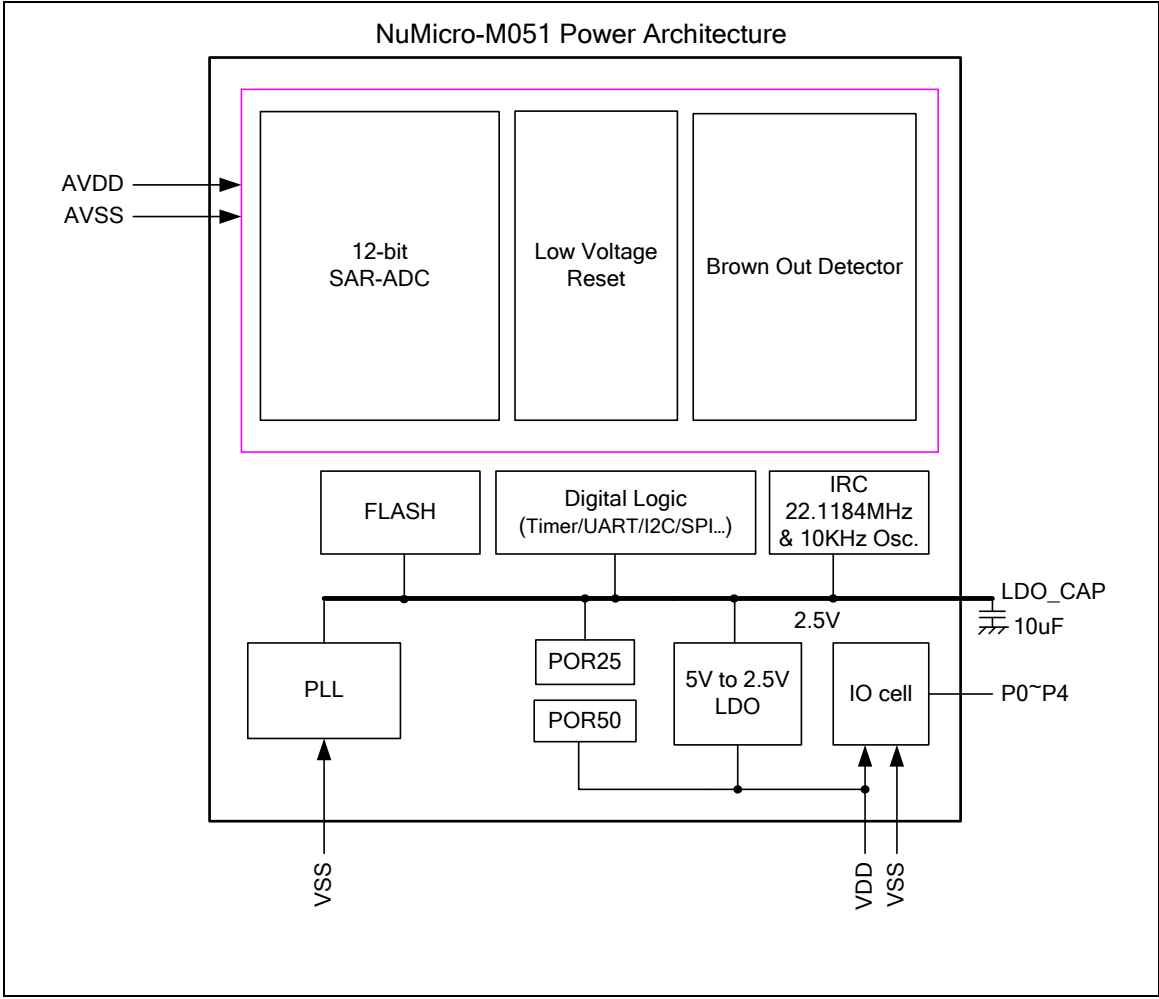 NuMicro-M051 Power Architecture
AVDD
AVSS
12-bit
SAR-ADC
Low Voltage
Reset
Brown Out Detector
FLASH
Digital Logic
(Timer/UART/I2C/SPI...)
IRC
22.1184MHz
& 10KHz Osc.
LDO_CAP
2.5V
10uF
PLL
POR25
POR50
5V to 2.5V
LDO
IO cell
P0~P4
VSS
VDD
VSS